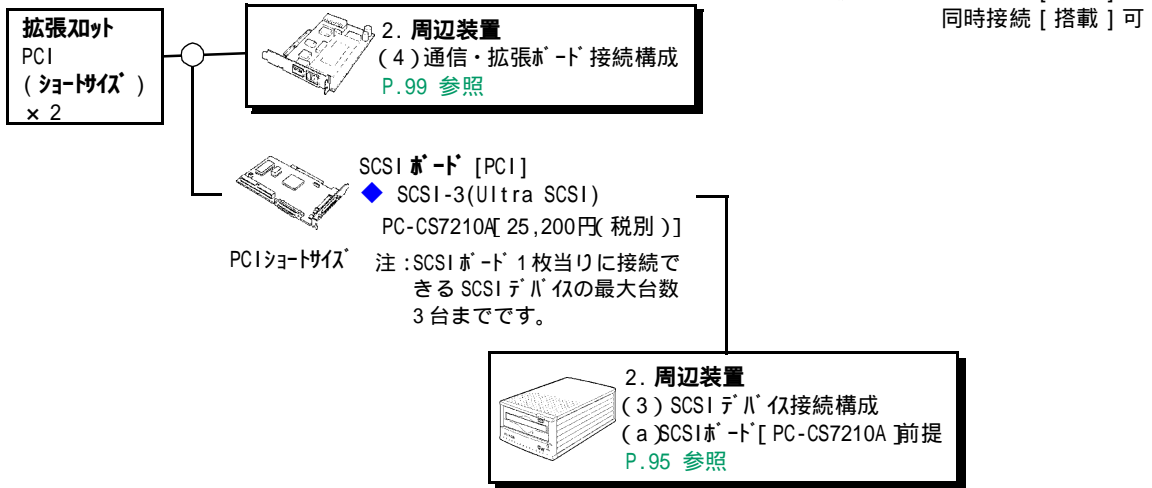 同時接続[搭載]可
拡張スロット
PCI
(ショートサイズ)
×2
2.周辺装置
(4)通信・拡張ボード接続構成
P.99 参照
SCSIボード[PCI]
◆ SCSI-3(Ultra SCSI)
PC-CS7210A[25,200円(税別)]
PCIショートサイズ
注:SCSIボード1枚当りに接続で
きるSCSIデバイスの最大台数
3台までです。
2.周辺装置
(3)SCSIデバイス接続構成
(a)SCSIボード[PC-CS7210A]前提
P.95 参照